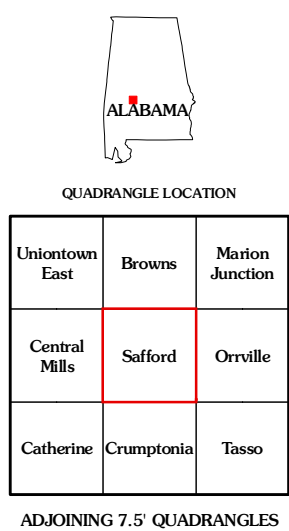 ALABAMA
QUADRANGLE LOCATION
Uniontown
East
Browns
Marion
Junction
Central
Mills
Safford
Orrville
Catherine
Crumptonia
Tasso
ADJOINING 7.5' QUADRANGLES